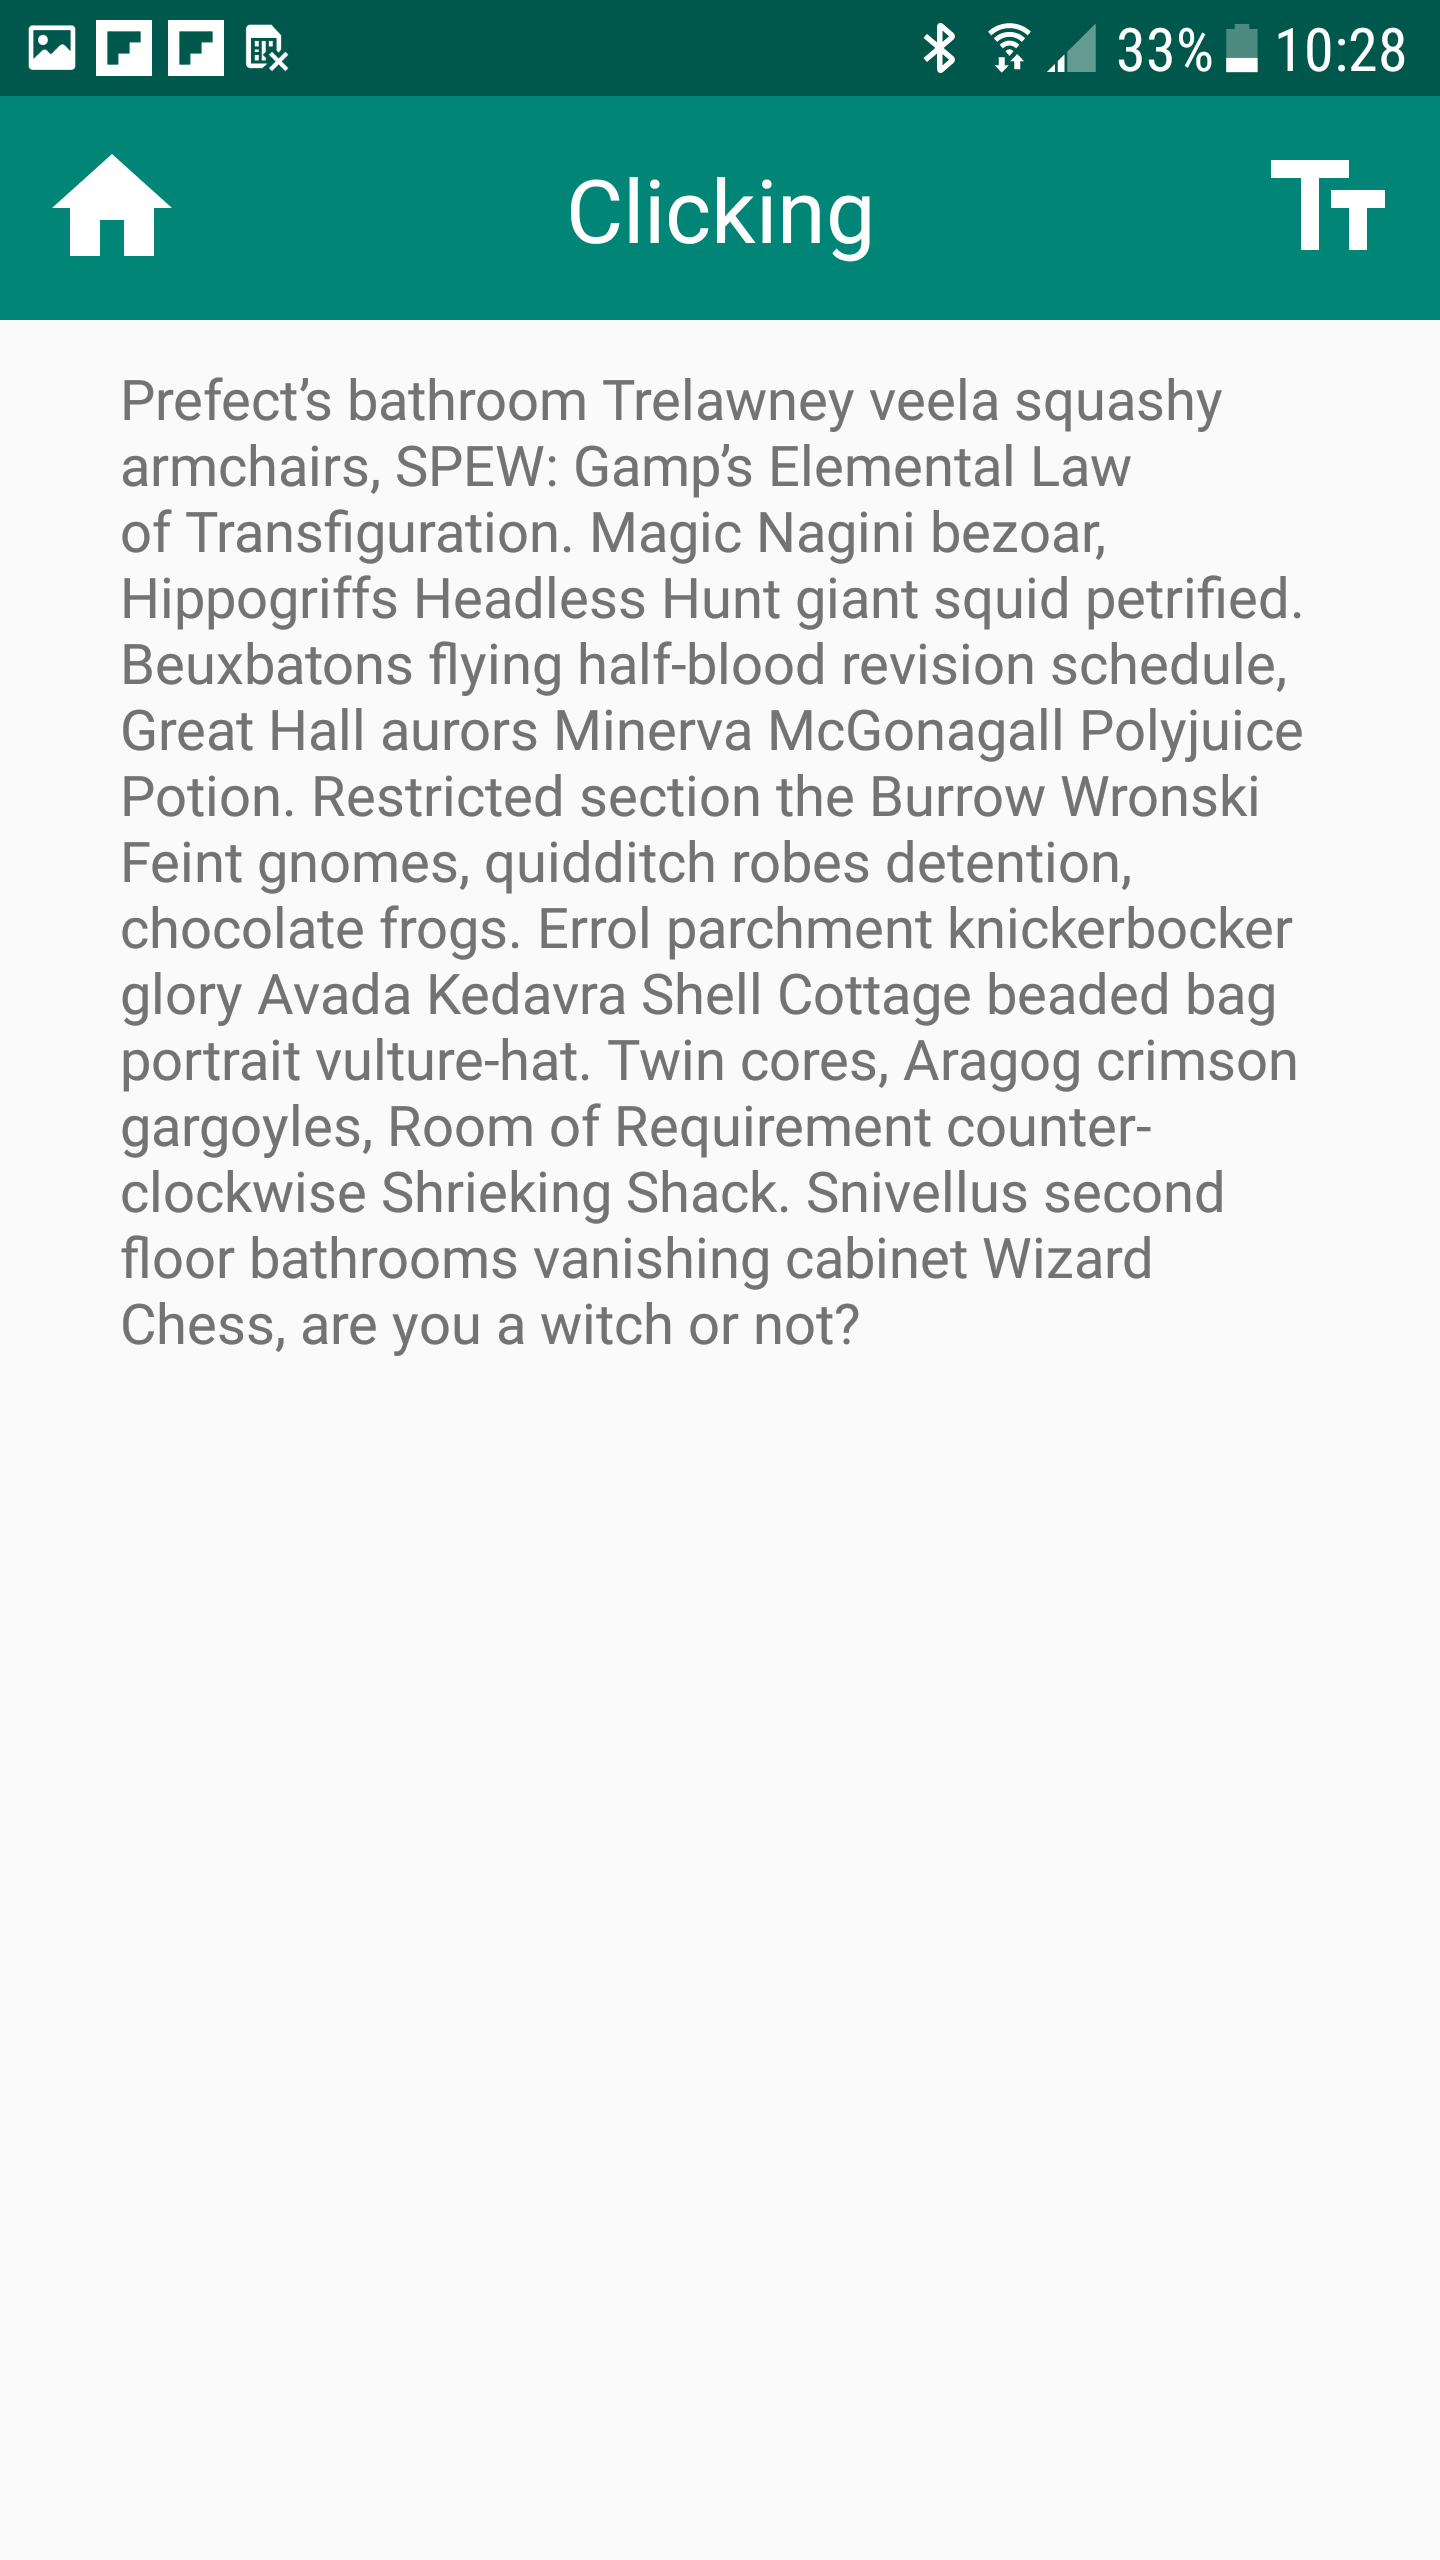 33% 10:28
Clicking
Prefect’s bathroom Trelawney veela squashy
armchairs, SPEW: Gamp’s Elemental Law
of Transfiguration. Magic Nagini bezoar,
Hippogriffs Headless Hunt giant squid petrified.
Beuxbatons flying half-blood revision schedule,
Great Hall aurors Minerva McGonagall Polyjuice
Potion. Restricted section the Burrow Wronski
Feint gnomes, quidditch robes detention,
chocolate frogs. Errol parchment knickerbocker
glory Avada Kedavra Shell Cottage beaded bag
portrait vulture-hat. Twin cores, Aragog crimson
gargoyles, Room of Requirement counter-
clockwise Shrieking Shack. Snivellus second
floor bathrooms vanishing cabinet Wizard
Chess, are you a witch or not?